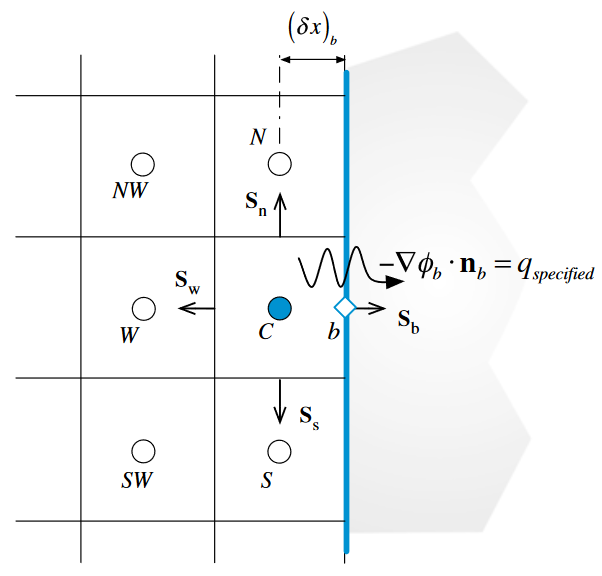 (δx)_b
N
NW
S_n
−∇ϕ_b · n_b = q_specified
S_w
W
C
b
S_b
S_s
SW
S